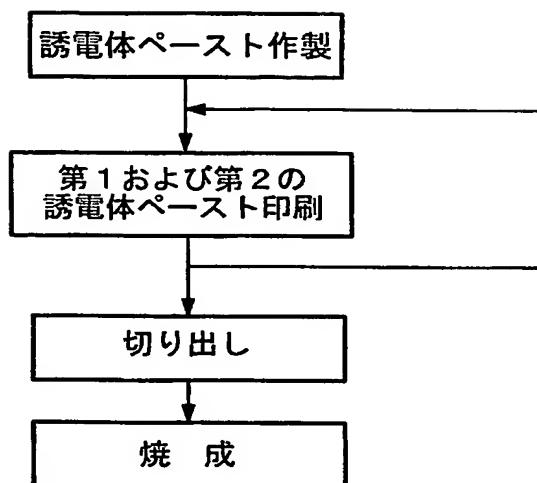 誘電体ペースト作製
第1および第2の
誘電体ペースト印刷
切り出し
焼 成